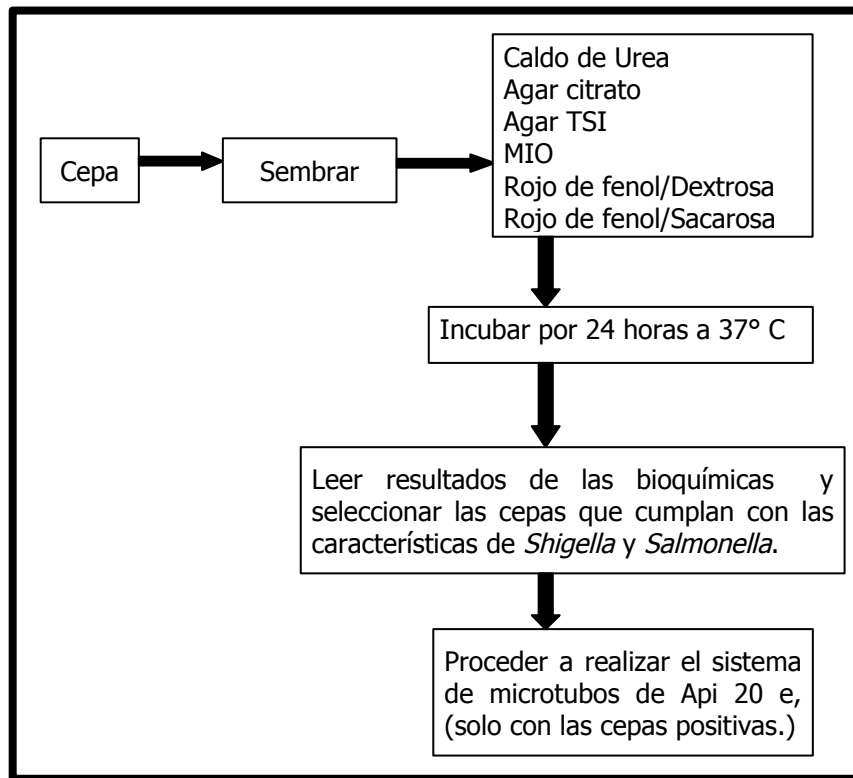 Cepa
Sembrar
Caldo de Urea
Agar citrato
Agar TSI
MIO
Rojo de fenol/Dextrosa
Rojo de fenol/Sacarosa
Incubar por 24 horas a 37° C
Leer resultados de las bioquímicas y
seleccionar las cepas que cumplan con las
características de Shigella y Salmonella.
Proceder a realizar el sistema
de microtubos de Api 20 e,
(solo con las cepas positivas.)